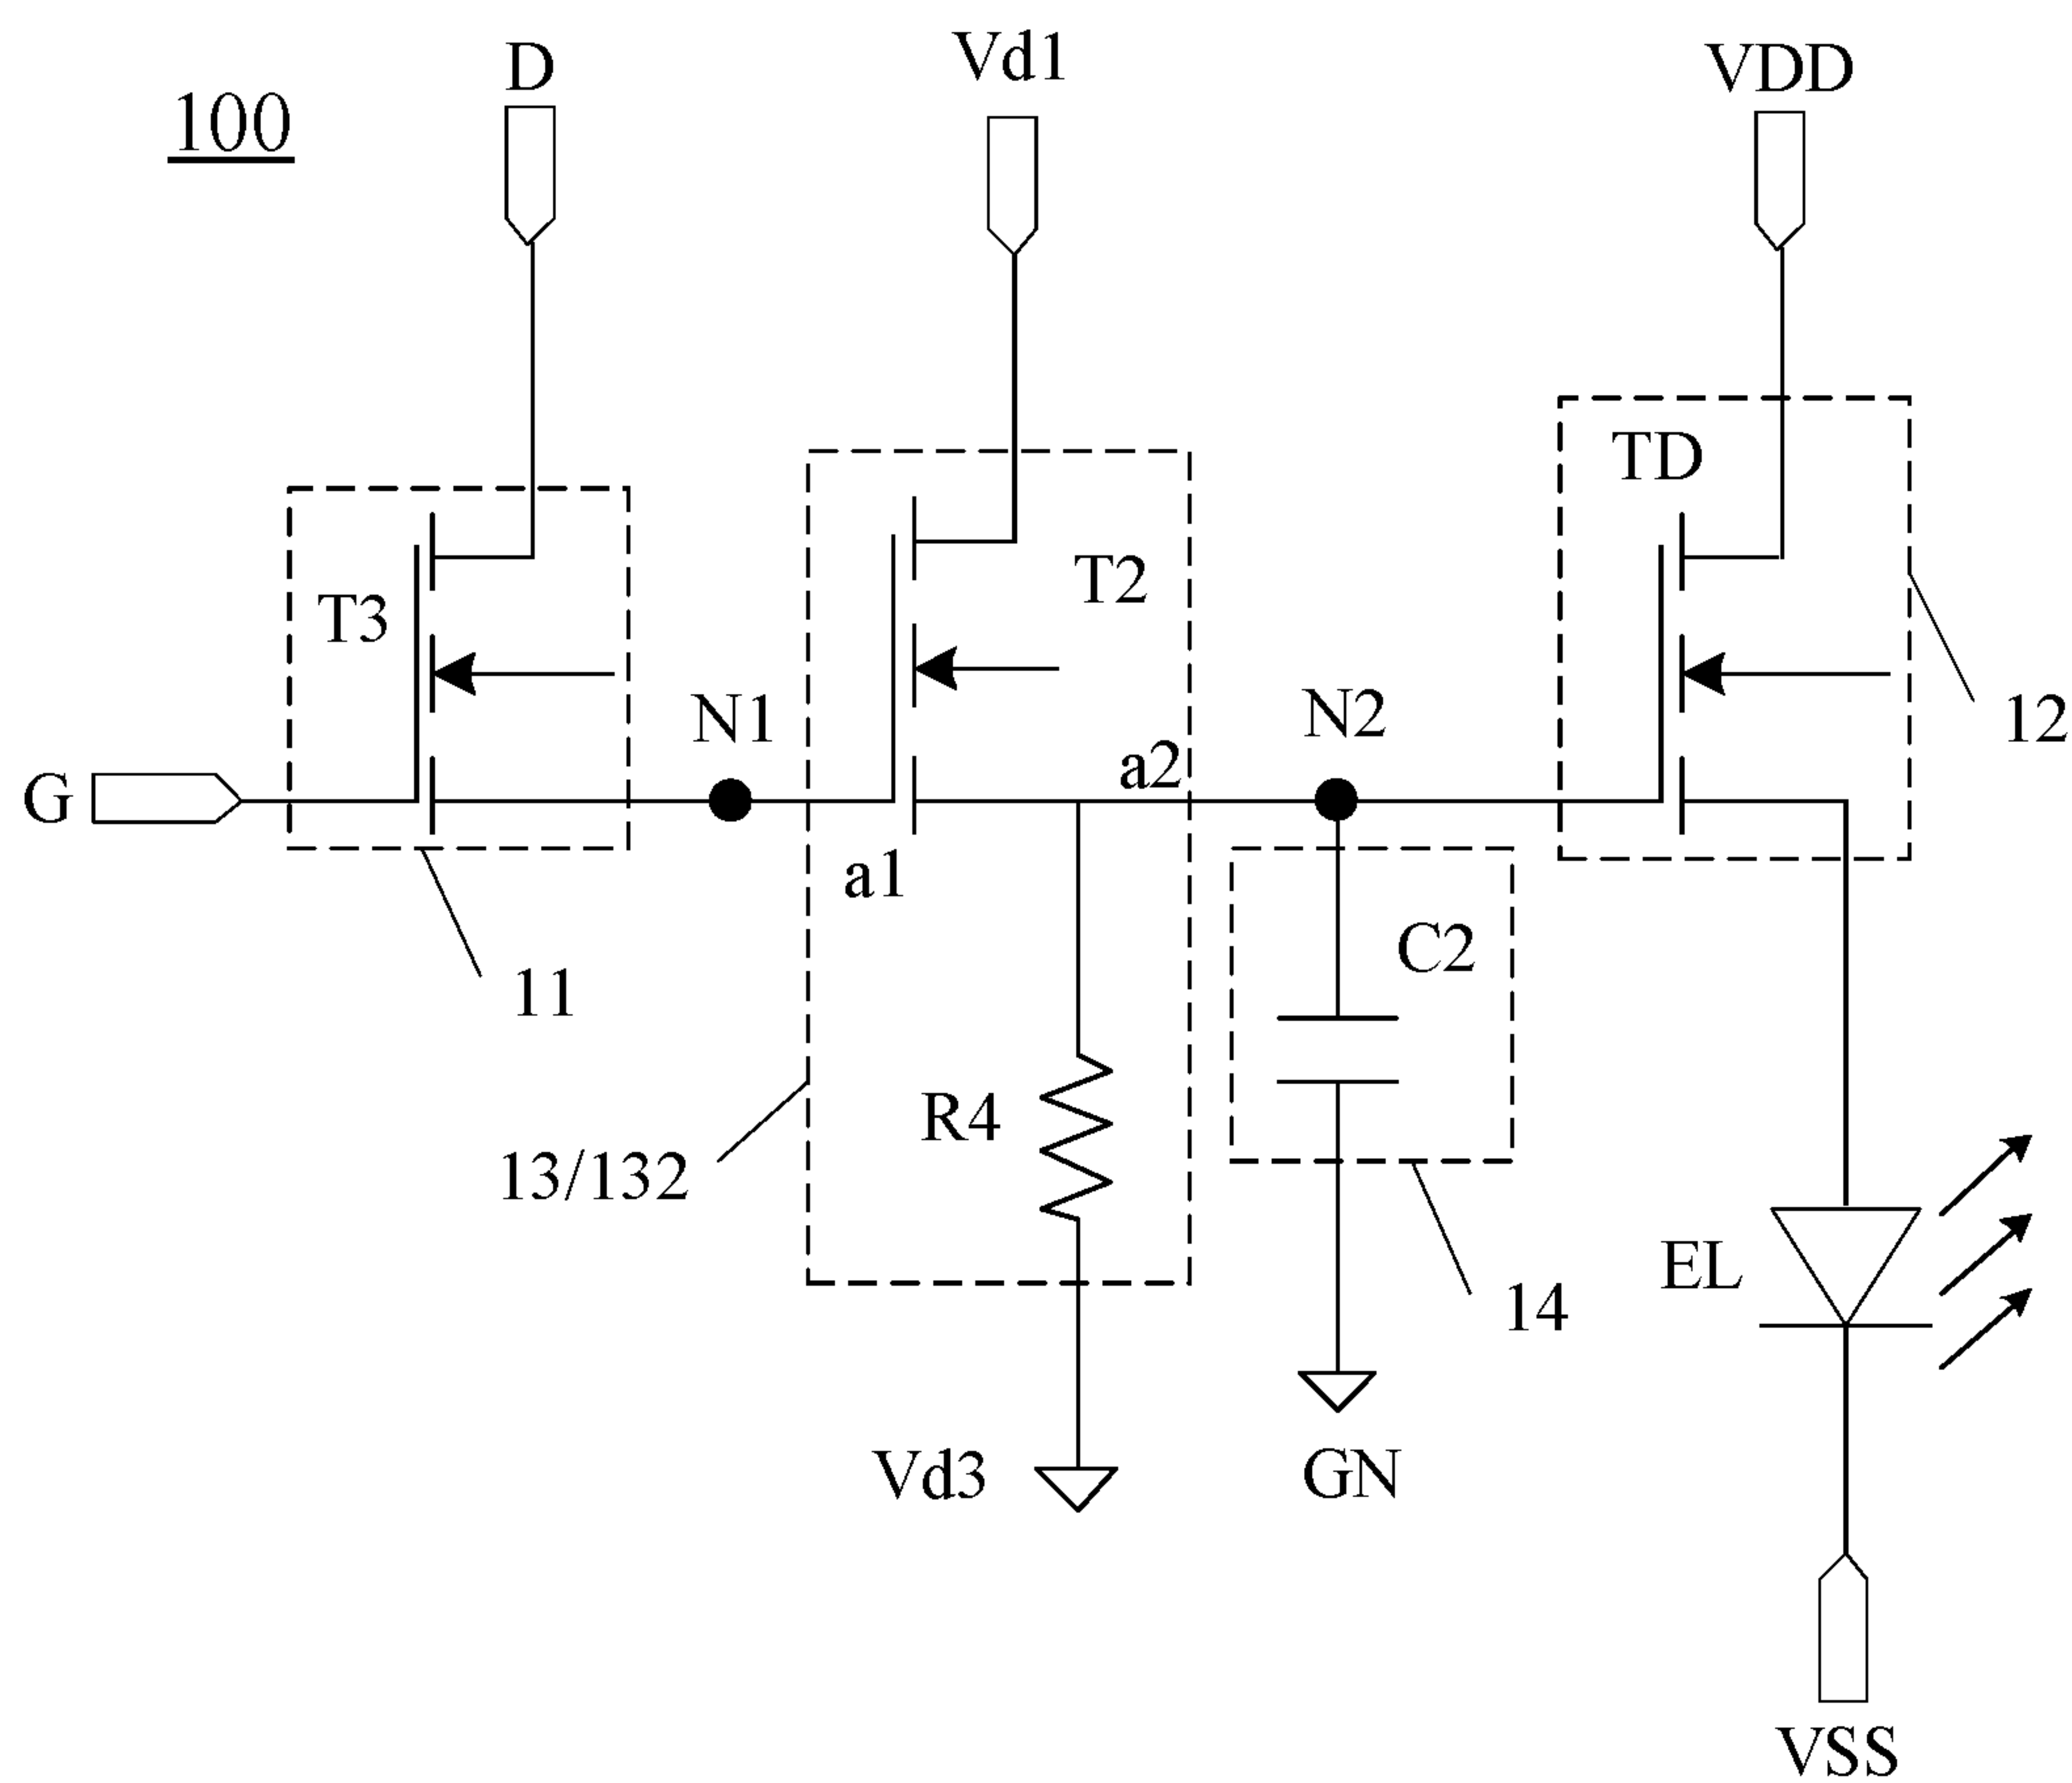 100
D
Vd1
VDD
TD
T3
T2
N1
N2
12
a2
G
a1
C2
11
R4
13/132
EL
14
Vd3
GN
VSS